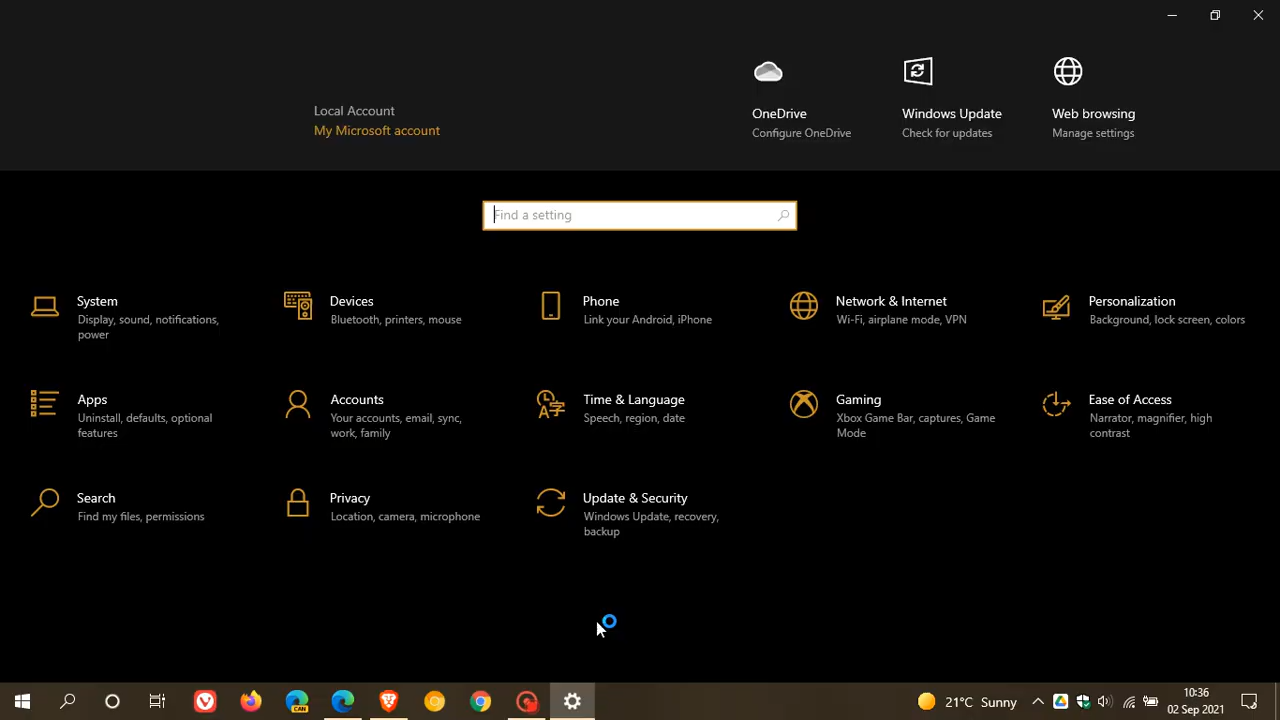 Local Account
My Microsoft account
OneDrive
Configure OneDrive
Windows Update
Check for updates
Web browsing
Manage settings
Find a setting
System
Display, sound, notifications,
power
Devices
Bluetooth, printers, mouse
Phone
Link your Android, iPhone
Network & Internet
Wi-Fi, airplane mode, VPN
Personalization
Background, lock screen, colors
Apps
Uninstall, defaults, optional
features
Accounts
Your accounts, email, sync,
work, family
Time & Language
Speech, region, date
Gaming
Xbox Game Bar, captures, Game
Mode
Ease of Access
Narrator, magnifier, high
contrast
Search
Find my files, permissions
Privacy
Location, camera, microphone
Update & Security
Windows Update, recovery,
backup
CAN
21°C Sunny
10:36
02 Sep 2021